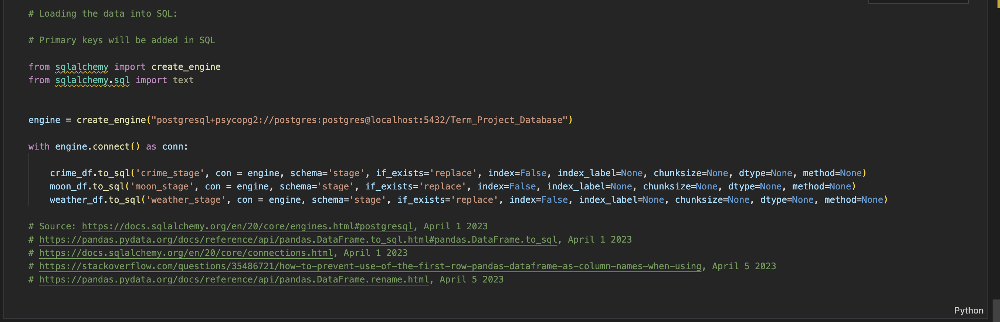 # Loading the data into SQL:
# Primary keys will be added in SQL
from sqlalchemy import create_engine
from sqlalchemy.sql import text
engine = create_engine("postgresql+psycopg2://postgres:postgres@localhost:5432/Term_Project_Database")
with engine.connect() as conn:
crime_df.to_sql('crime_stage', con = engine, schema='stage', if_exists='replace', index=False, index_label=None, chunksize=None, dtype=None, method=None)
moon_df.to_sql('moon_stage', con = engine, schema='stage', if_exists='replace', index=False, index_label=None, chunksize=None, dtype=None, method=None)
weather_df.to_sql('weather_stage', con = engine, schema='stage', if_exists='replace', index=False, index_label=None, chunksize=None, dtype=None, method=None)
# Source: https://docs.sqlalchemy.org/en/20/core/engines.html#postgresql, April 1 2023
# https://pandas.pydata.org/docs/reference/api/pandas.DataFrame.to_sql.html#pandas.DataFrame.to_sql, April 1 2023
# https://docs.sqlalchemy.org/en/20/core/connections.html, April 1 2023
# https://stackoverflow.com/questions/35486721/how-to-prevent-use-of-the-first-row-pandas-dataframe-as-column-names-when-using, April 5 2023
# https://pandas.pydata.org/docs/reference/api/pandas.DataFrame.rename.html, April 5 2023
Python